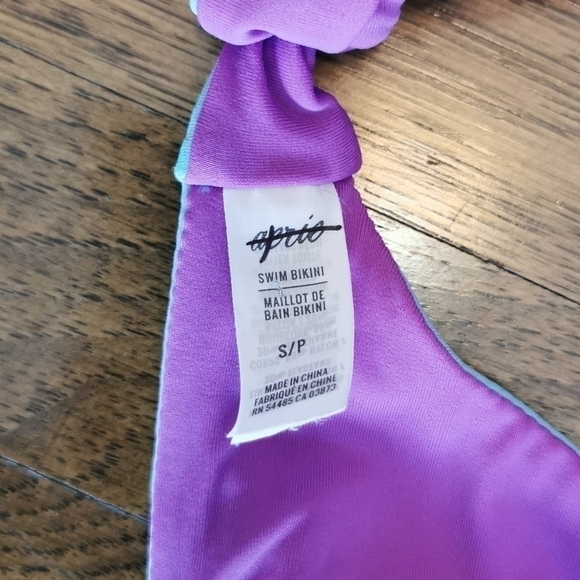 aprio
SWIM BIKINI
MAILLOT DE
BAIN BIKINI
S/P
MADE IN CHINA
FABRIQUÉ EN CHINE
RN 54485 CA 03873